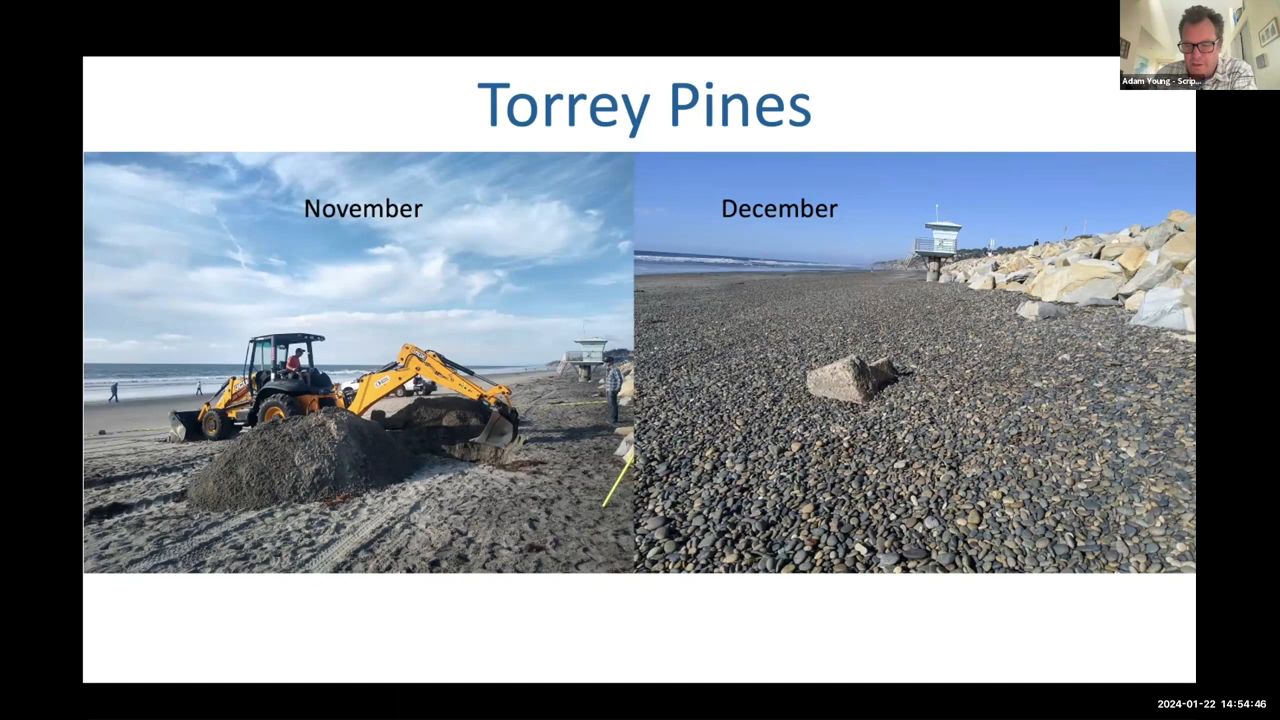 Adam Young - Scrip...
Torrey Pines
November
December
2024-01-22 14:54:46